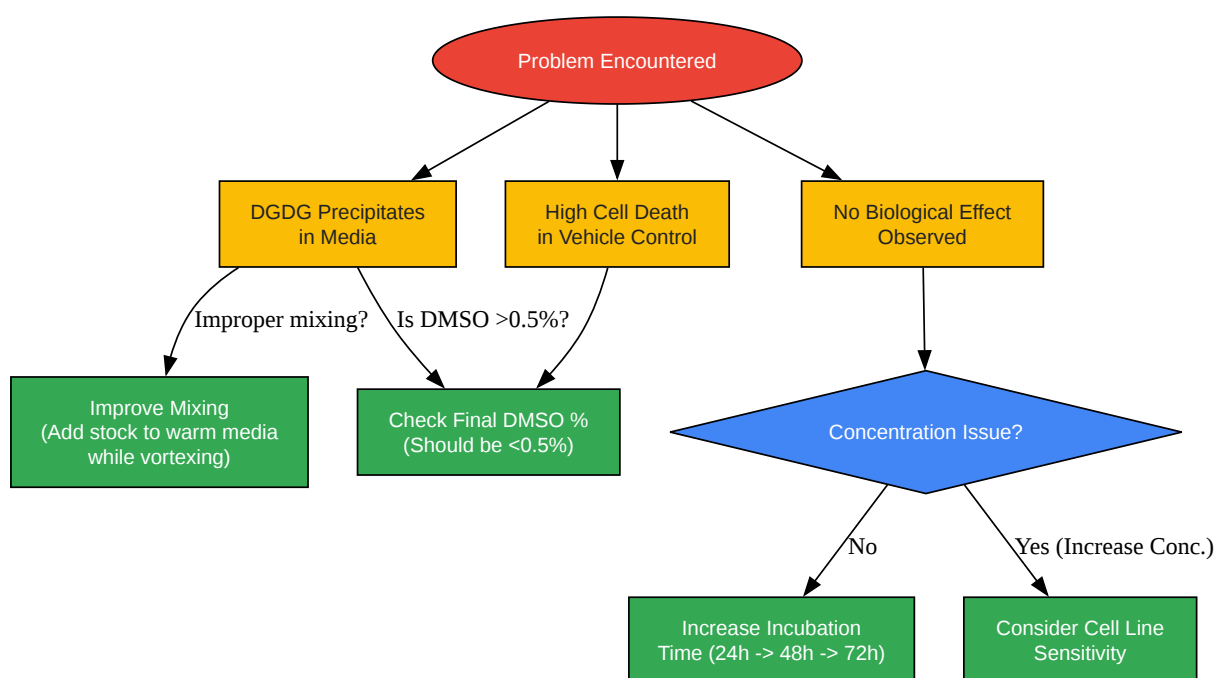 Problem Encountered
DGDG Precipitates
in Media
High Cell Death
in Vehicle Control
No Biological Effect
Observed
Improper mixing?
Is DMSO >0.5%?
Improve Mixing
(Add stock to warm media
while vortexing)
Check Final DMSO %
(Should be <0.5%)
Concentration Issue?
No
Yes (Increase Conc.)
Increase Incubation
Time (24h -> 48h -> 72h)
Consider Cell Line
Sensitivity